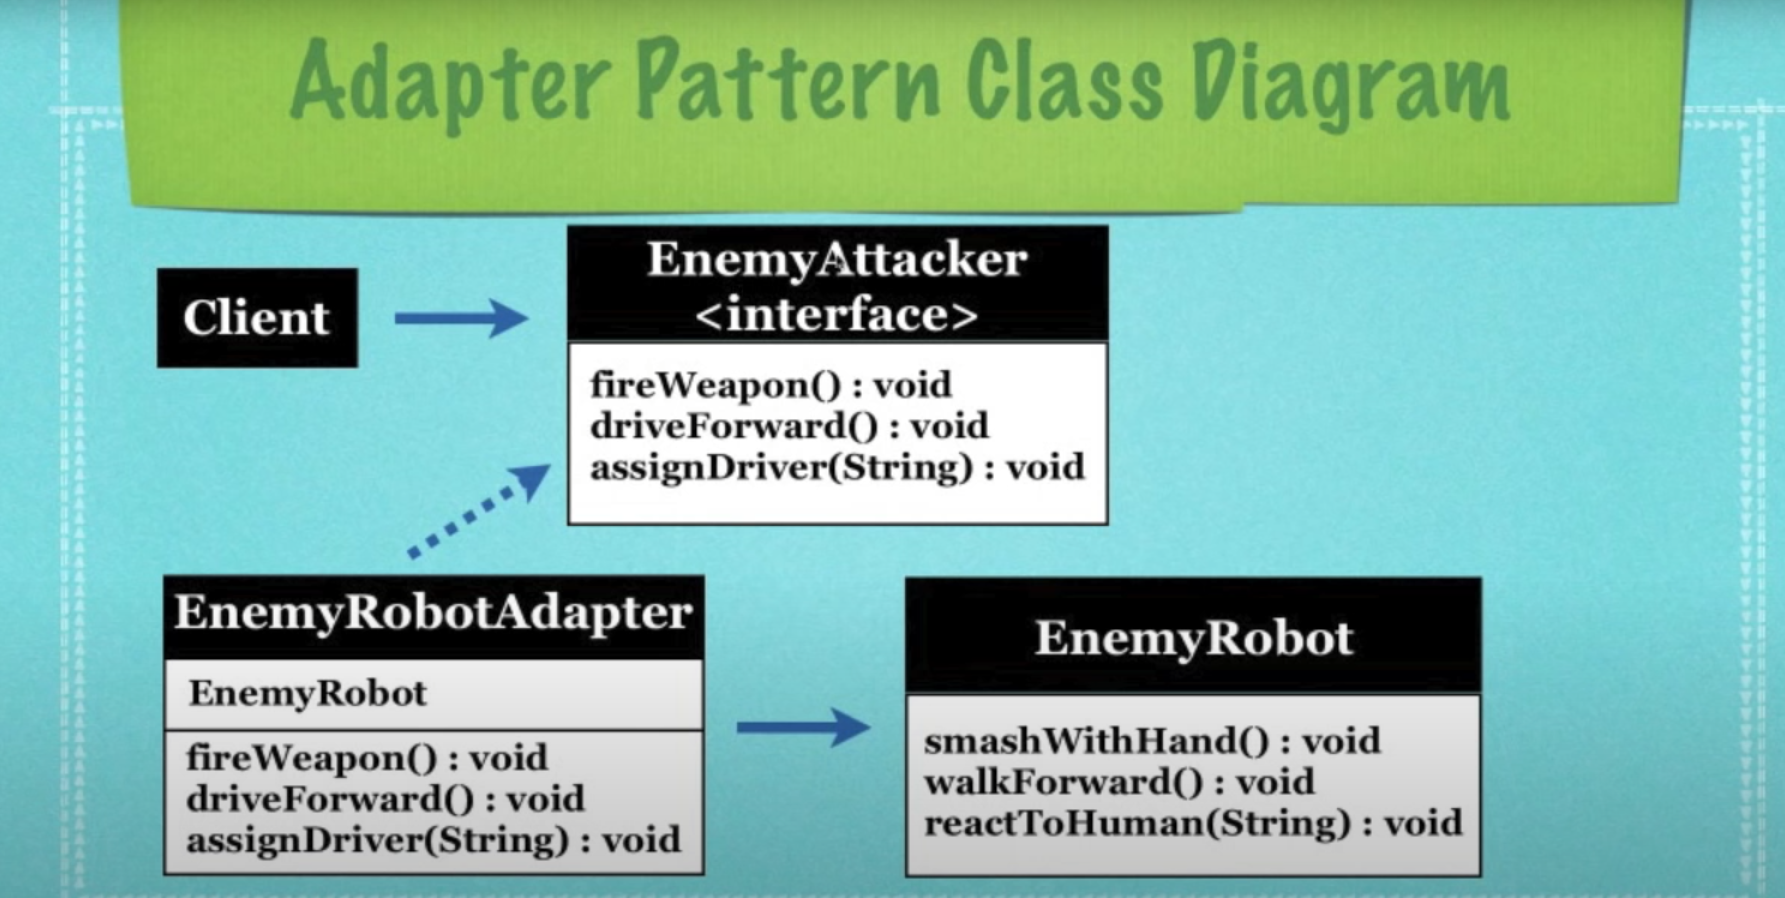 Adapter Pattern Class Diagram
Client
EnemyAttacker
<interface>
fireWeapon() : void
driveForward() : void
assignDriver(String) : void
EnemyRobotAdapter
EnemyRobot
fireWeapon() : void
driveForward() : void
assignDriver(String) : void
EnemyRobot
smashWithHand() : void
walkForward() : void
reactToHuman(String) : void